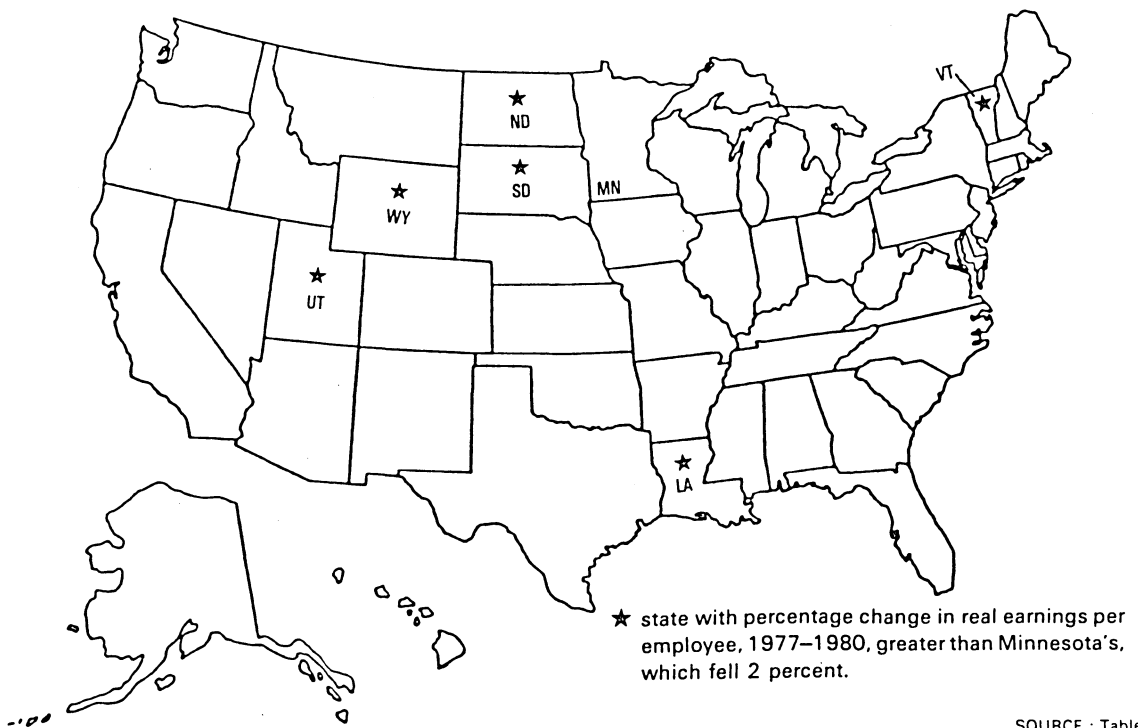 VT
ND
SD
MN
WY
UT
LA
★ state with percentage change in real earnings per
employee, 1977–1980, greater than Minnesota's,
which fell 2 percent.
SOURCE : Table